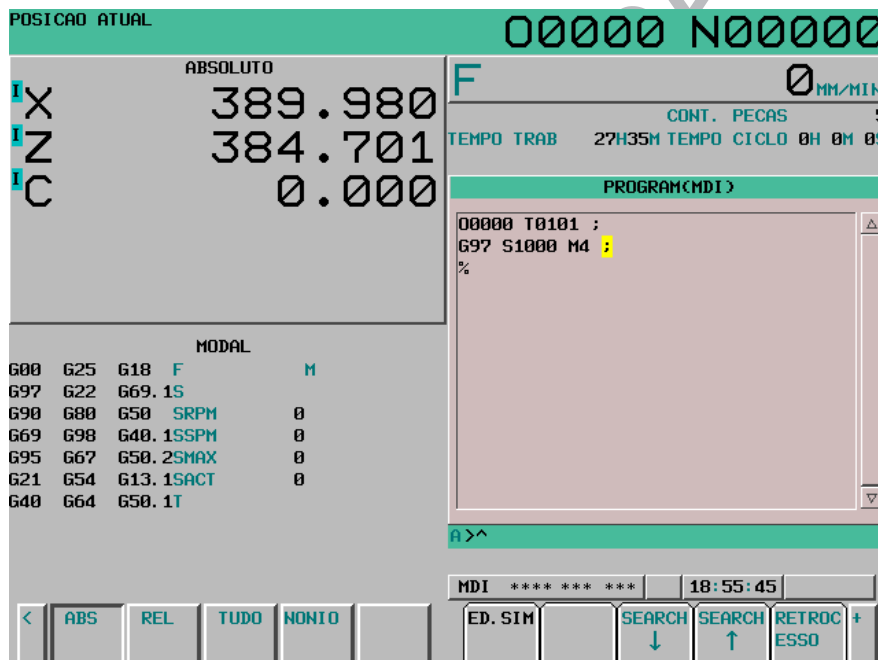 POSICAO ATUAL
O0000 N00000
ABSOLUTO
I X 389.980
I Z 384.701
I C 0.000
F 0 MM/MIN
CONT. PECAS
TEMPO TRAB 27H35M TEMPO CICLO 0H 0M 0S
PROGRAM(MDI)
O0000 T0101 ;
G97 S1000 M4 ;
%
MODAL
G00 G25 G18 F M
G97 G22 G69.1 S
G90 G80 G50 SRPM 0
G69 G98 G40.1 SSPM 0
G95 G67 G50.2 SMAX 0
G21 G54 G13.1 SACT 0
G40 G64 G50.1 T
A>^
MDI **** *** *** 18:55:45
< ABS REL TUDO NONIO
ED.SIM SEARCH ↓ SEARCH ↑ RETROCESSO +